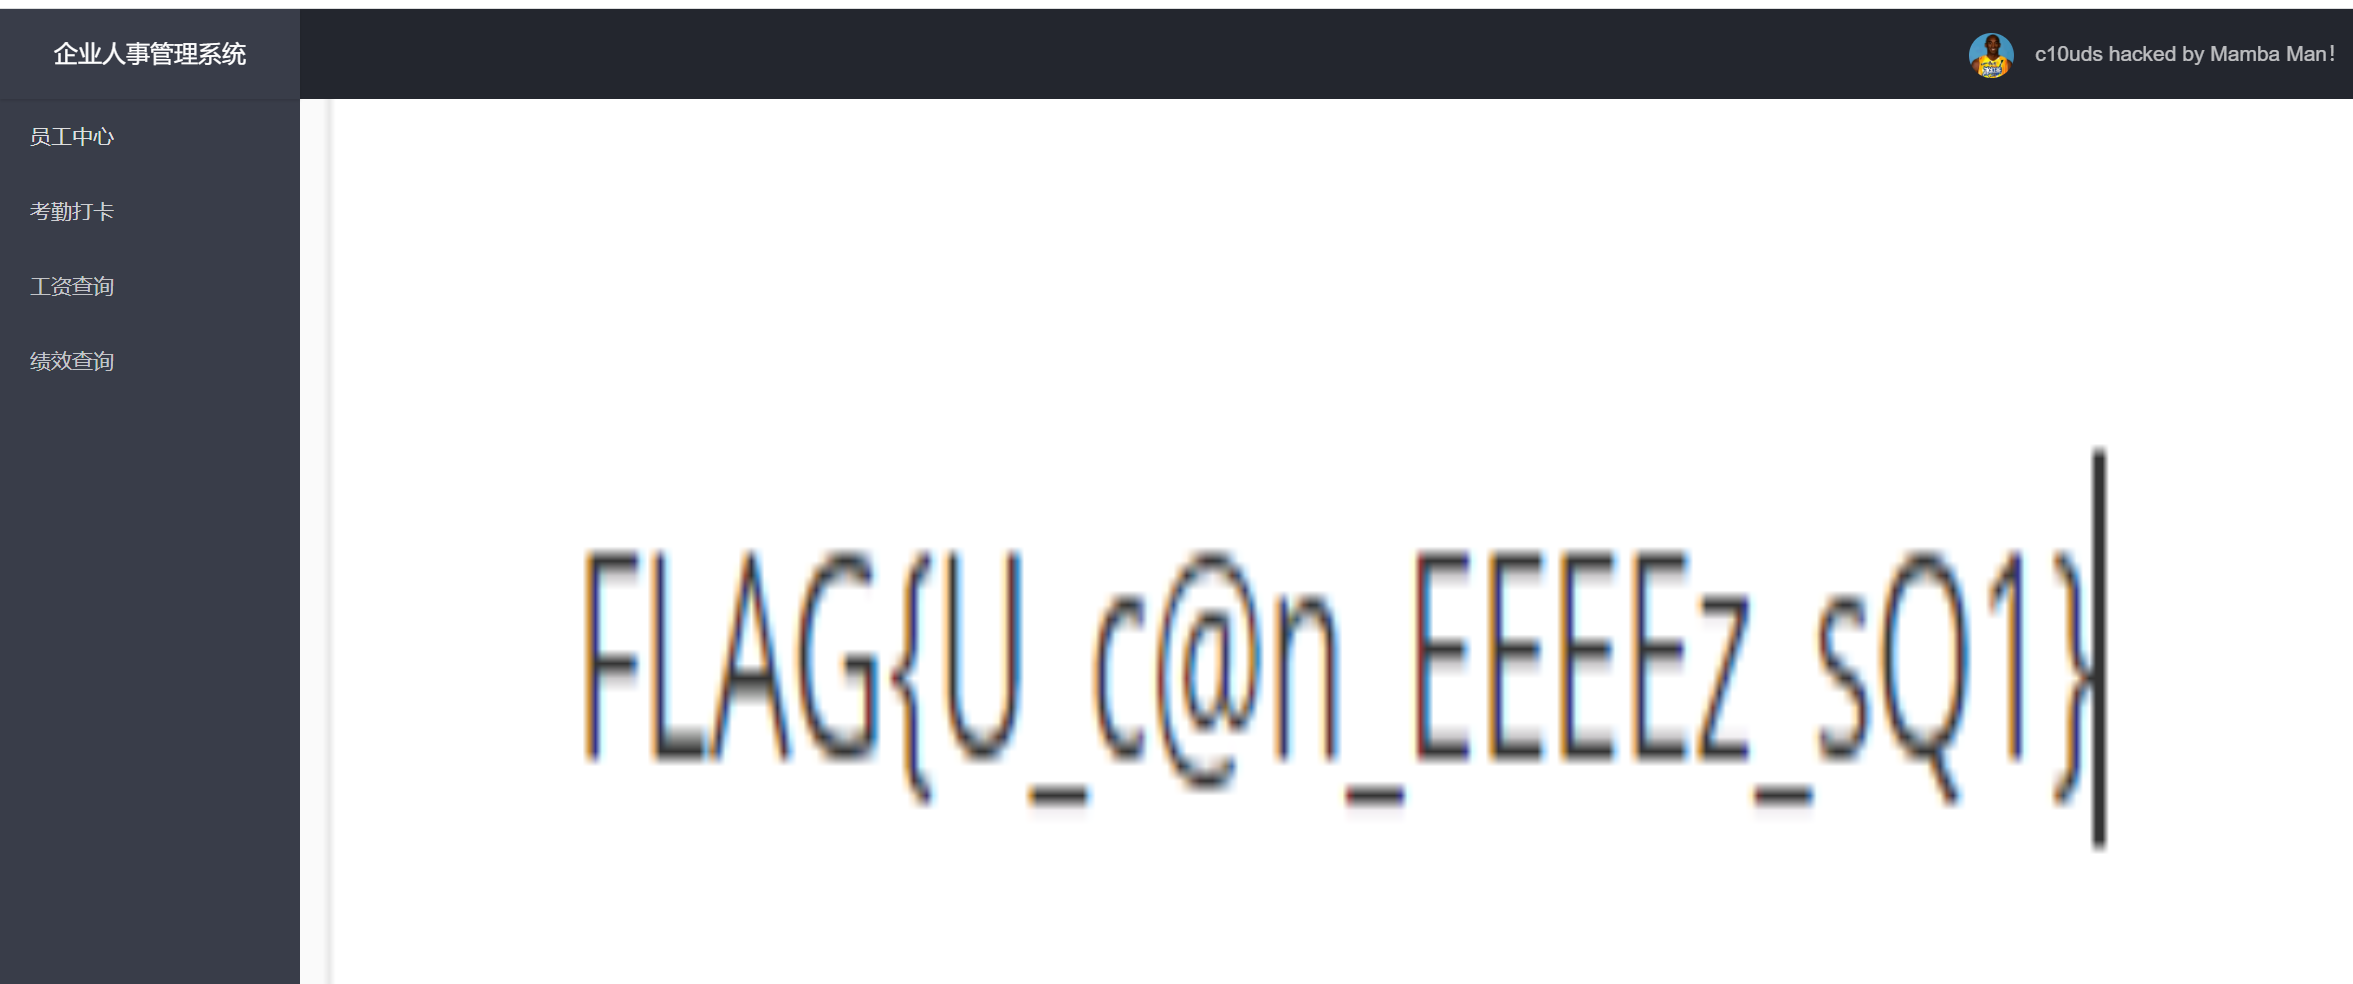 企业人事管理系统
c10uds hacked by Mamba Man！
员工中心
考勤打卡
工资查询
绩效查询
FLAG{U_c@n_EEEEz_sQ1}